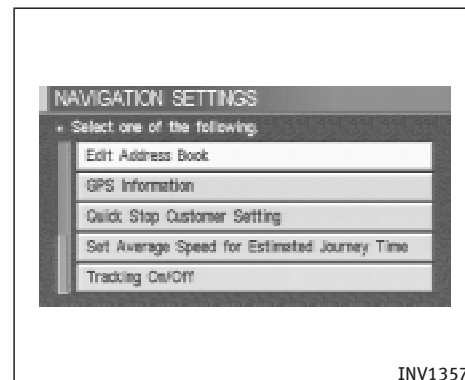 NAVIGATION SETTINGS
Select one of the following.
Edit Address Book
GPS Information
Quick Stop Customer Setting
Set Average Speed for Estimated Journey Time
Tracking On/Off
INV1357